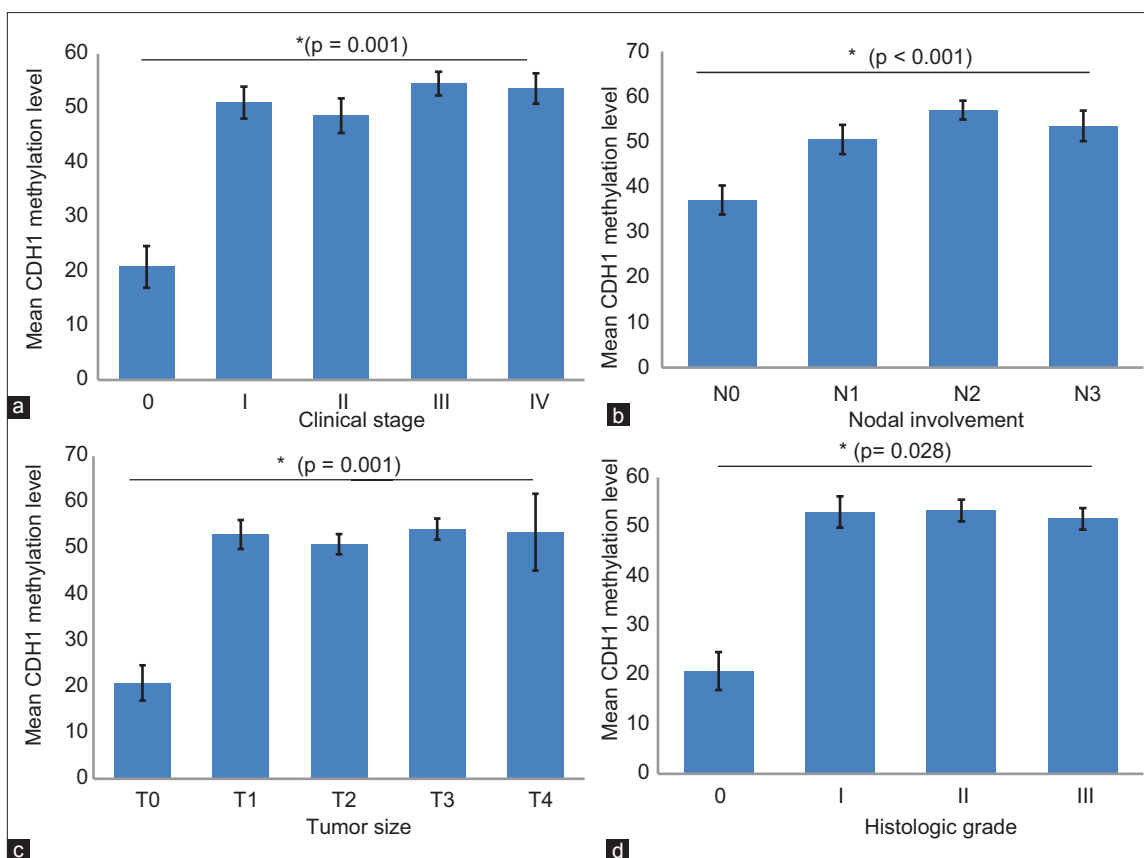 *(p = 0.001)
Mean CDH1 methylation level
60
50
40
30
20
10
0
0 I II III IV
Clinical stage
a
* (p < 0.001)
Mean CDH1 methylation level
70
60
50
40
30
20
10
0
N0 N1 N2 N3
Nodal involvement
b
* (p = 0.001)
Mean CDH1 methylation level
70
60
50
40
30
20
10
0
T0 T1 T2 T3 T4
Tumor size
c
* (p= 0.028)
Mean CDH1 methylation level
60
50
40
30
20
10
0
0 I II III
Histologic grade
d